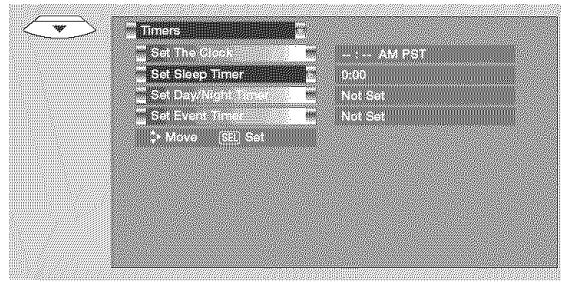 Timers
Set The Clock -- : -- AM PST
Set Sleep Timer 0:00
Set Day/Night Timer Not Set
Set Event Timer Not Set
Move SEL Set